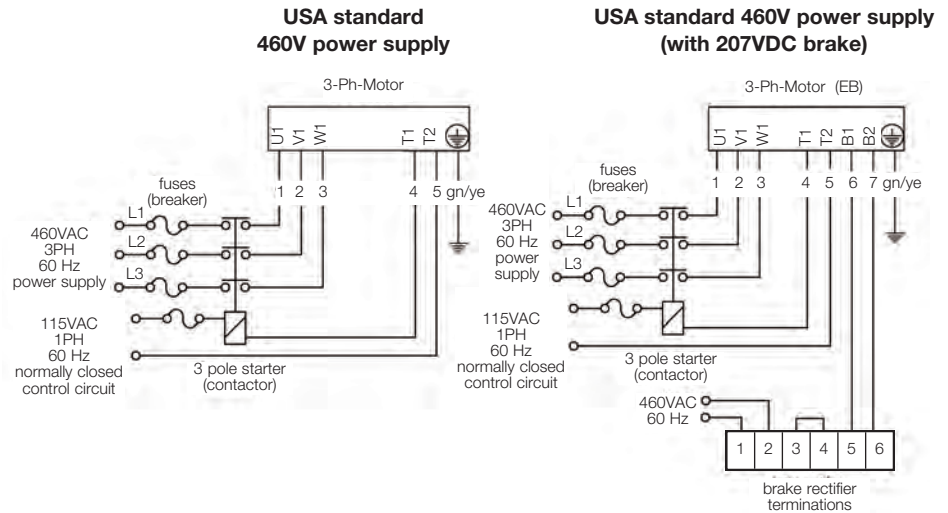 USA standard
460V power supply
3-Ph-Motor
U1 V1 W1 T1 T2
1 2 3 4 5 gn/ye
fuses
(breaker)
L1
L2
L3
460VAC
3PH
60 Hz
power supply
115VAC
1PH
60 Hz
normally closed
control circuit
3 pole starter
(contactor)
USA standard 460V power supply
(with 207VDC brake)
3-Ph-Motor (EB)
U1 V1 W1 T1 T2 B1 B2
1 2 3 4 5 6 7 gn/ye
fuses
(breaker)
L1
L2
L3
460VAC
3PH
60 Hz
power
supply
115VAC
1PH
60 Hz
normally closed
control circuit
3 pole starter
(contactor)
460VAC
60 Hz
1 2 3 4 5 6
brake rectifier
terminations